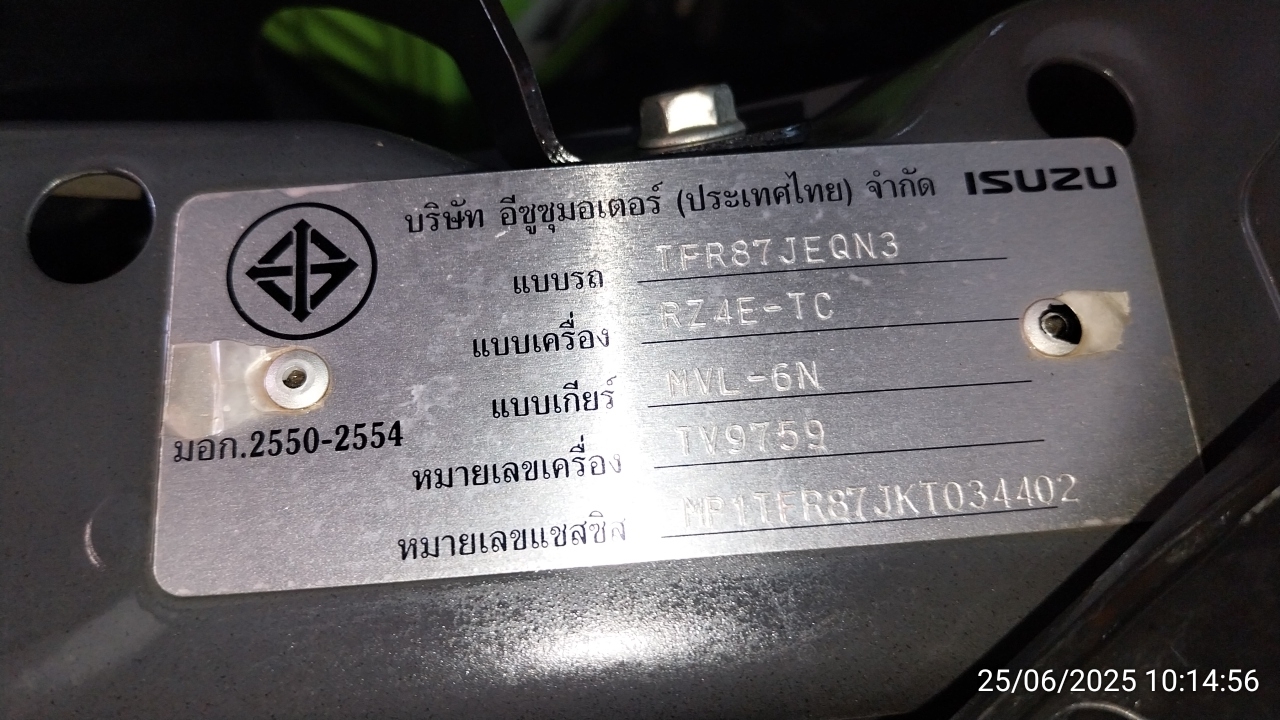 บริษัท อีซูซุมอเตอร์ (ประเทศไทย) จำกัด ISUZU
แบบรถ TFR87JEQN3
แบบเครื่อง RZ4E-TC
แบบเกียร์ MVL-6N
มอก.2550-2554
หมายเลขเครื่อง TV9759
หมายเลขแชสซิส MP1TFR87JKT034402
25/06/2025 10:14:56